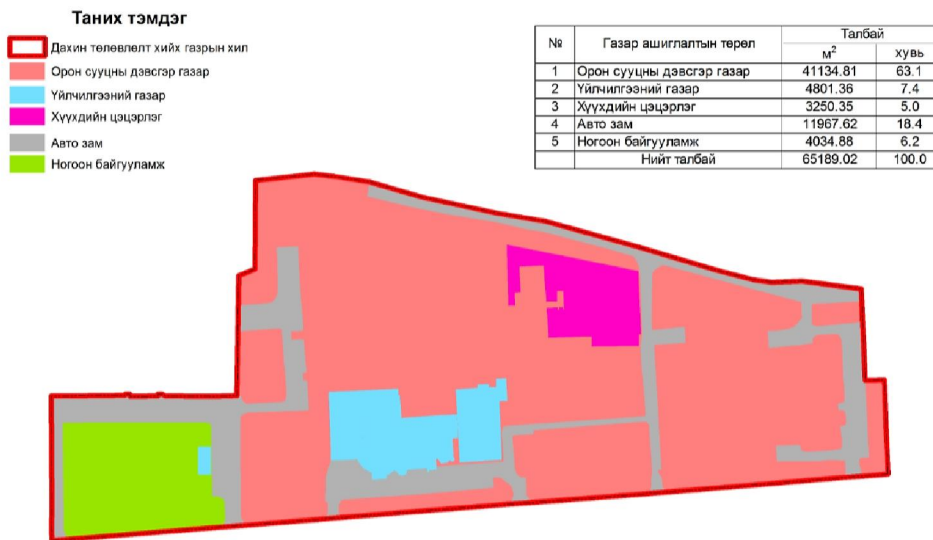 Таних тэмдэг
Дахин төлөвлөлт хийх газрын хил
Орон сууцны дэвсгэр газар
Үйлчилгээний газар
Хүүхдийн цэцэрлэг
Авто зам
Ногоон байгууламж
№ Газар ашиглалтын төрөл Талбай
м² хувь
1 Орон сууцны дэвсгэр газар 41134.81 63.1
2 Үйлчилгээний газар 4801.36 7.4
3 Хүүхдийн цэцэрлэг 3250.35 5.0
4 Авто зам 11967.62 18.4
5 Ногоон байгууламж 4034.88 6.2
Нийт талбай 65189.02 100.0